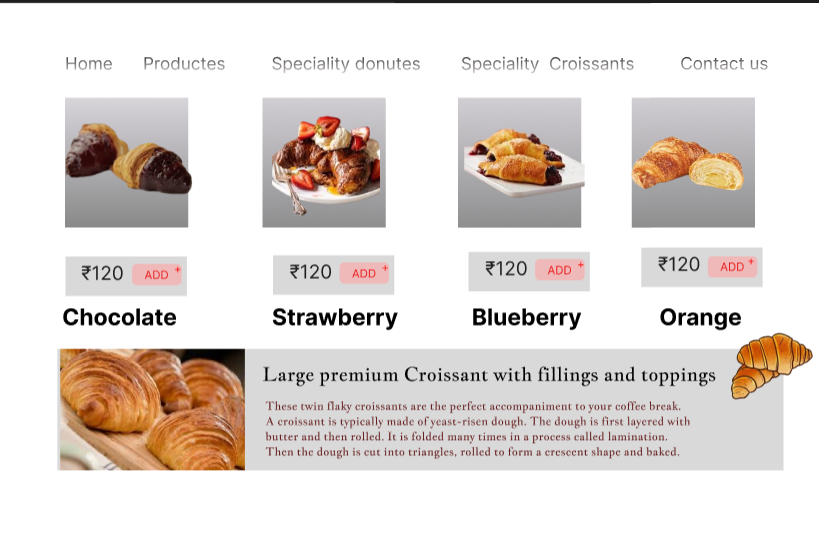 Home Productes Speciality donutes Speciality Croissants Contact us
₹120 ADD + ₹120 ADD + ₹120 ADD + ₹120 ADD +
Chocolate Strawberry Blueberry Orange
Large premium Croissant with fillings and toppings
These twin flaky croissants are the perfect accompaniment to your coffee break.
A croissant is typically made of yeast-risen dough. The dough is first layered with
butter and then rolled. It is folded many times in a process called lamination.
Then the dough is cut into triangles, rolled to form a crescent shape and baked.